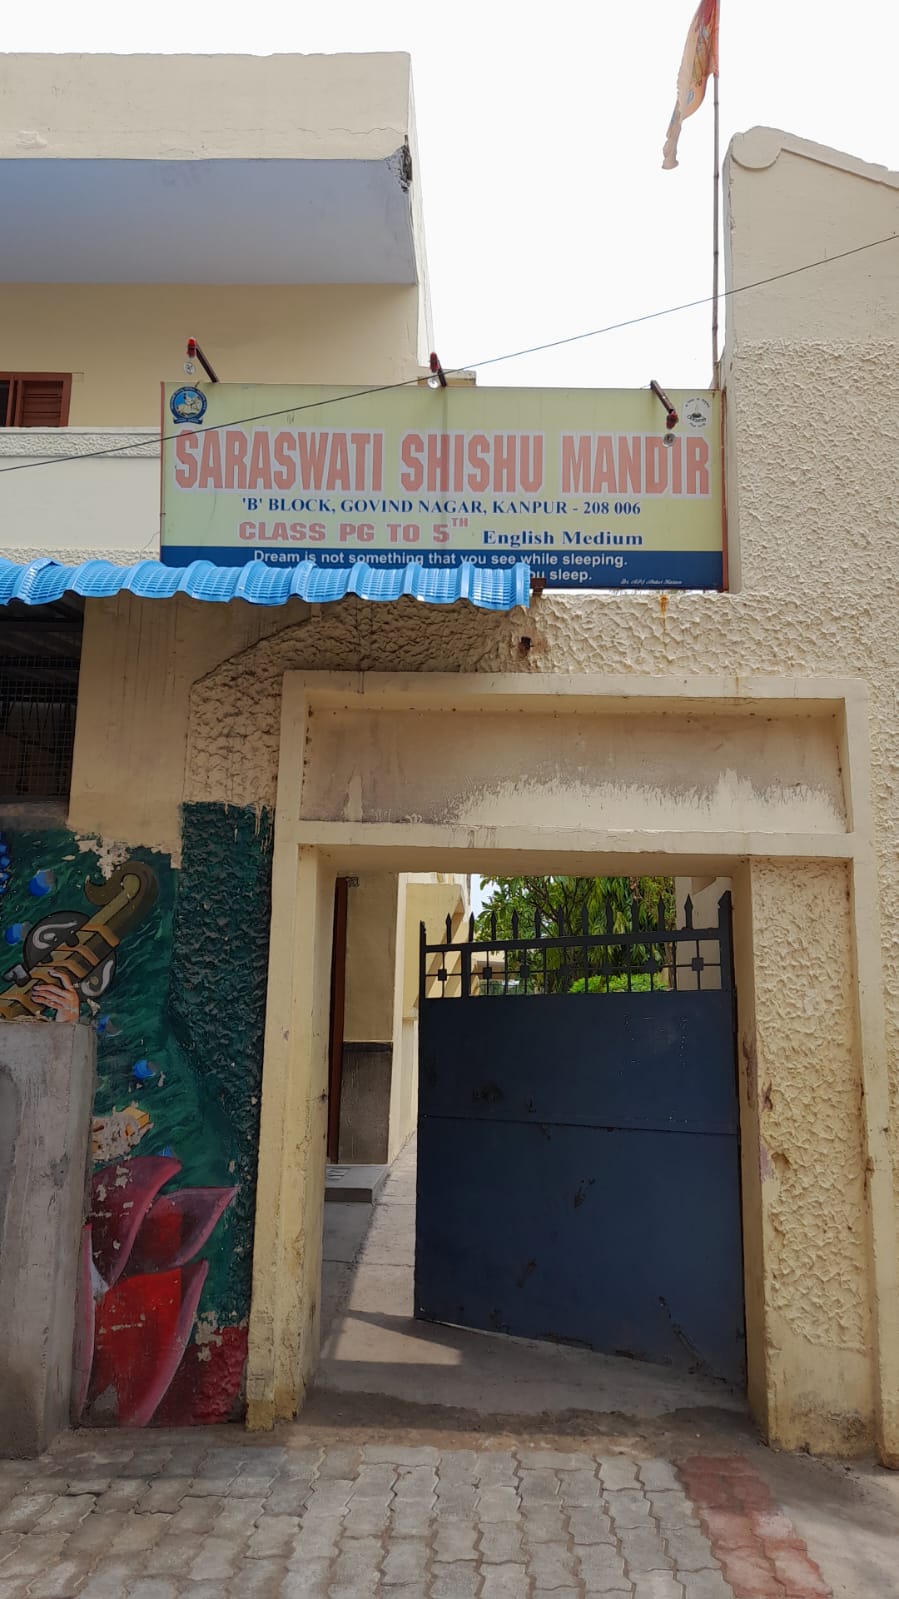 SARASWATI SHISHU MANDIR
'B' BLOCK, GOVIND NAGAR, KANPUR - 208 006
CLASS PG TO 5TH English Medium
Dream is not something that you see while sleeping.
you sleep.